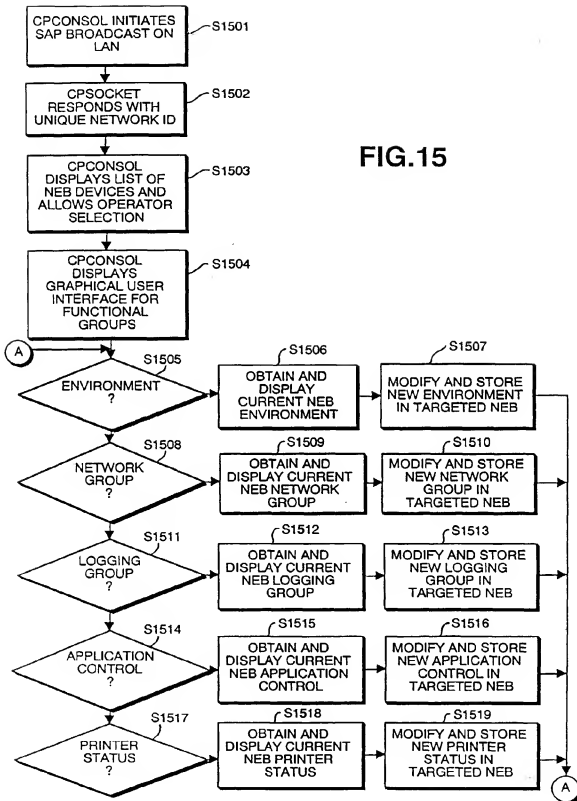 CPCONSOL INITIATES
SAP BROADCAST ON
LAN
S1501
CPSOCKET
RESPONDS WITH
UNIQUE NETWORK ID
S1502
FIG.15
CPCONSOL
DISPLAYS LIST OF
NEB DEVICES AND
ALLOWS OPERATOR
SELECTION
S1503
CPCONSOL
DISPLAYS
GRAPHICAL USER
INTERFACE FOR
FUNCTIONAL GROUPS
S1504
A
S1505
ENVIRONMENT
?
S1506
OBTAIN AND
DISPLAY
CURRENT NEB
ENVIRONMENT
S1507
MODIFY AND STORE
NEW ENVIRONMENT
IN TARGETED NEB
S1508
NETWORK
GROUP
?
S1509
OBTAIN AND
DISPLAY CURRENT
NEB NETWORK
GROUP
S1510
MODIFY AND STORE
NEW NETWORK
GROUP IN
TARGETED NEB
S1511
LOGGING
GROUP
?
S1512
OBTAIN AND
DISPLAY CURRENT
NEB LOGGING
GROUP
S1513
MODIFY AND STORE
NEW LOGGING
GROUP IN
TARGETED NEB
S1514
APPLICATION
CONTROL
?
S1515
OBTAIN AND
DISPLAY CURRENT
NEB APPLICATION
CONTROL
S1516
MODIFY AND STORE
NEW APPLICATION
CONTROL IN
TARGETED NEB
S1517
PRINTER
STATUS
?
S1518
OBTAIN AND
DISPLAY CURRENT
NEB PRINTER
STATUS
S1519
MODIFY AND STORE
NEW PRINTER
STATUS IN
TARGETED NEB
A